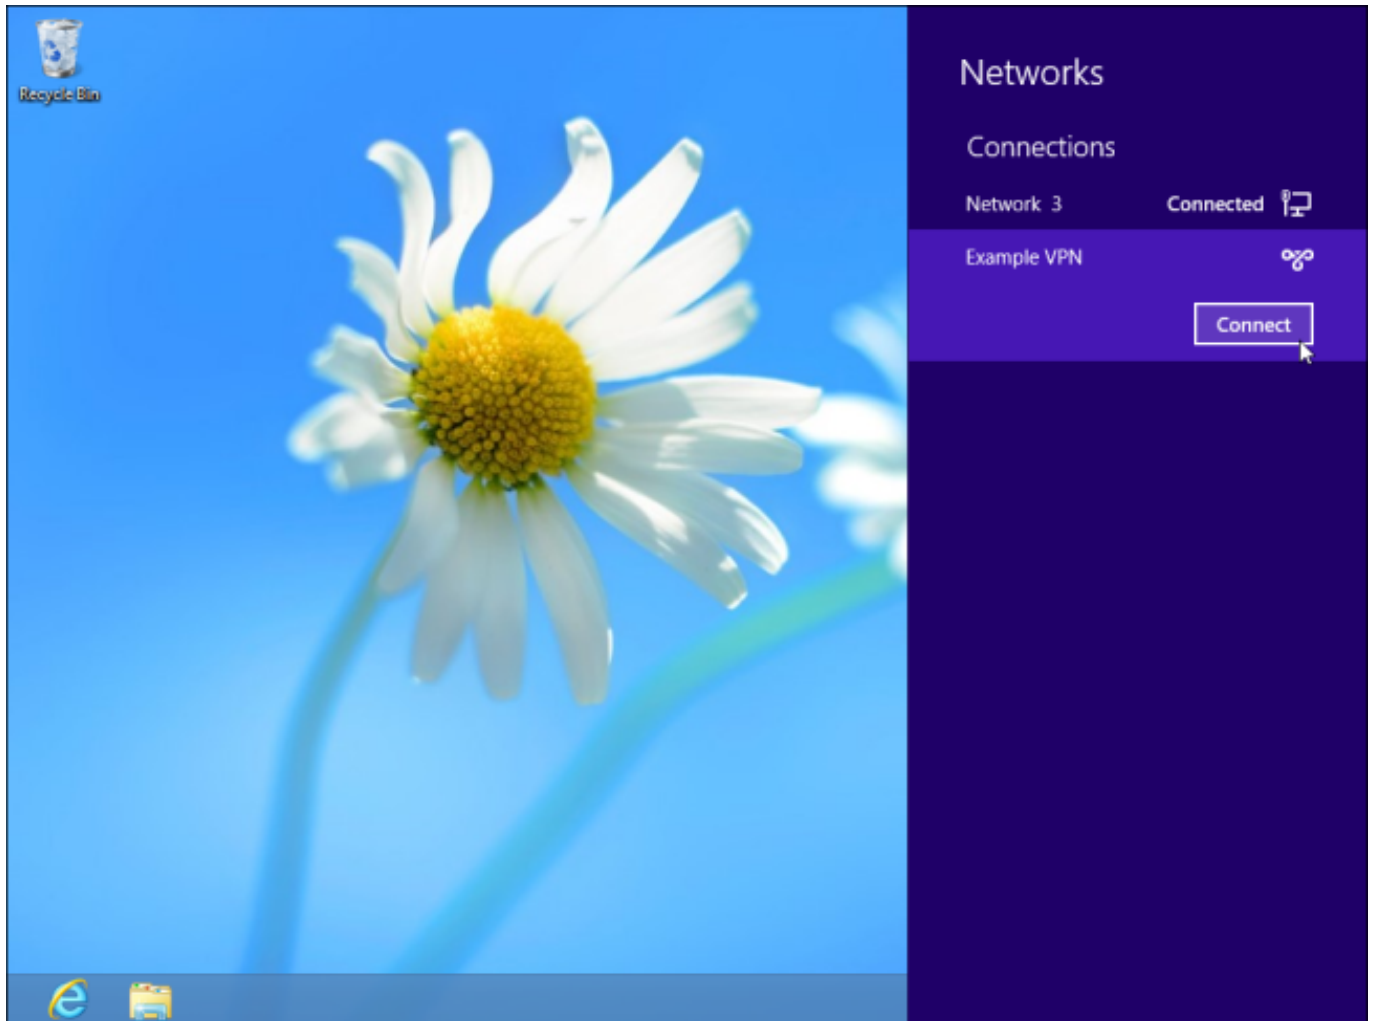 Recycle Bin
Networks
Connections
Network 3 Connected
Example VPN
Connect